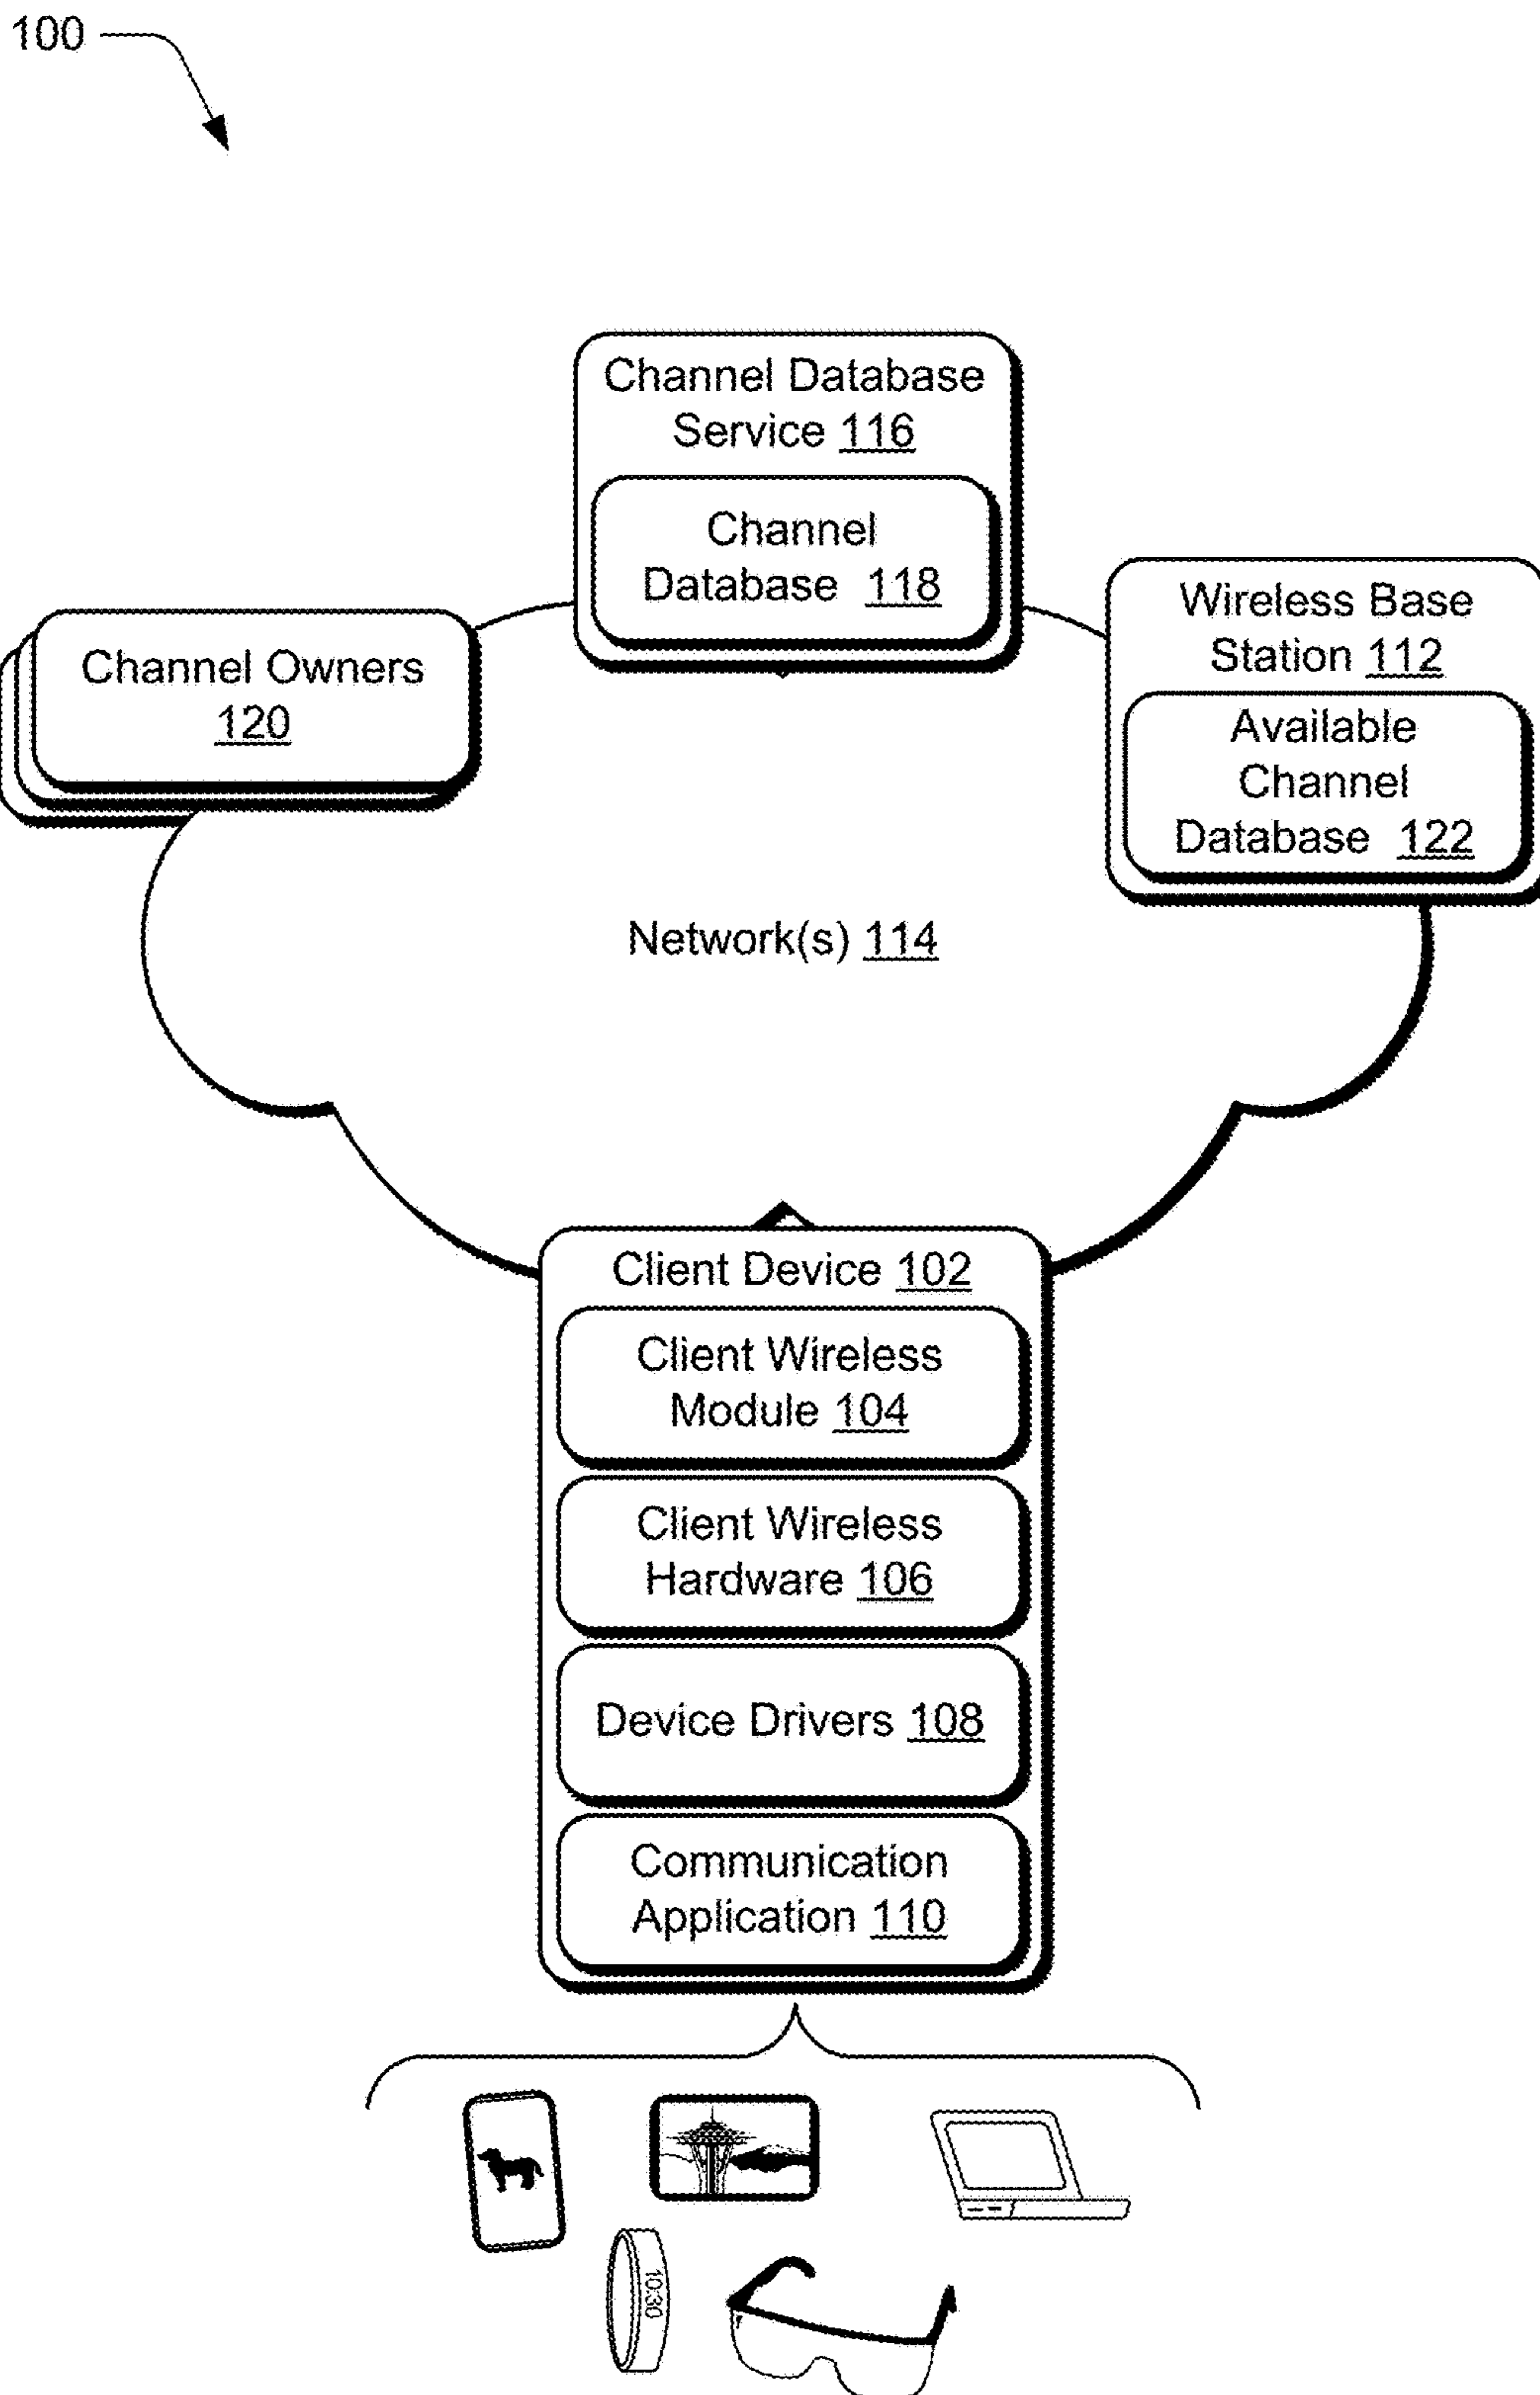 100
Channel Database
Service 116
Channel
Database 118
Channel Owners
120
Wireless Base
Station 112
Available
Channel
Database 122
Network(s) 114
Client Device 102
Client Wireless
Module 104
Client Wireless
Hardware 106
Device Drivers 108
Communication
Application 110
10:30